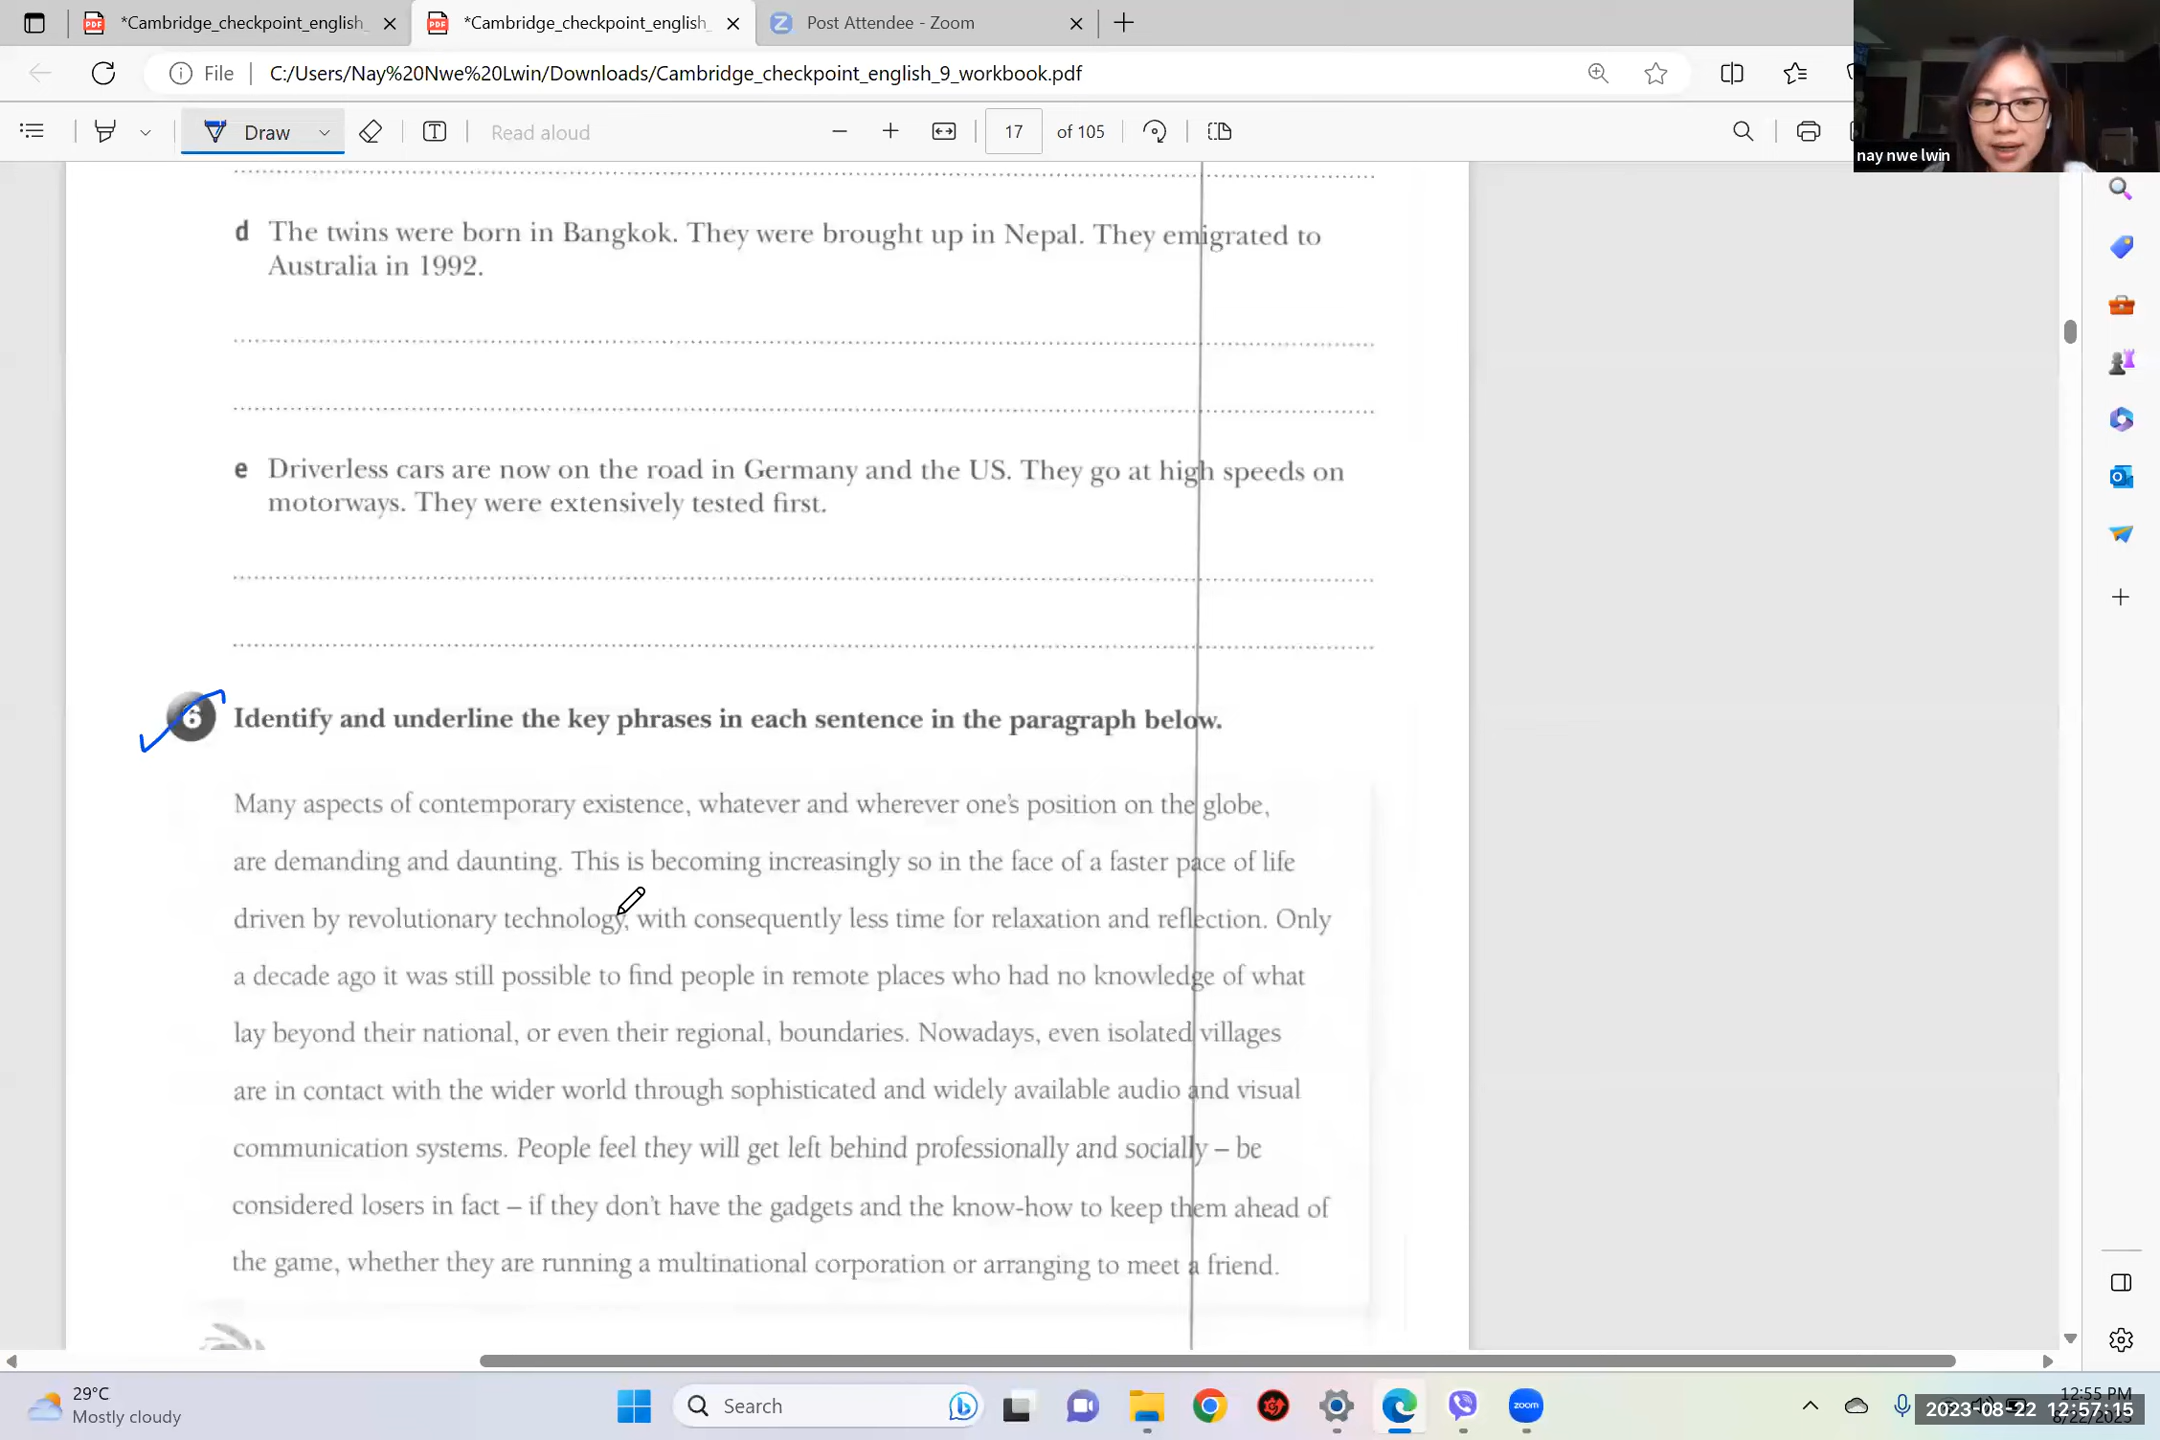 *Cambridge_checkpoint_english_
*Cambridge_checkpoint_english_
Post Attendee - Zoom
File
C:/Users/Nay%20Nwe%20Lwin/Downloads/Cambridge_checkpoint_english_9_workbook.pdf
Draw
Read aloud
17
of 105
nay nwe lwin
d The twins were born in Bangkok. They were brought up in Nepal. They emigrated to
Australia in 1992.
e Driverless cars are now on the road in Germany and the US. They go at high speeds on
motorways. They were extensively tested first.
6 Identify and underline the key phrases in each sentence in the paragraph below.
Many aspects of contemporary existence, whatever and wherever one's position on the globe,
are demanding and daunting. This is becoming increasingly so in the face of a faster pace of life
driven by revolutionary technology, with consequently less time for relaxation and reflection. Only
a decade ago it was still possible to find people in remote places who had no knowledge of what
lay beyond their national, or even their regional, boundaries. Nowadays, even isolated villages
are in contact with the wider world through sophisticated and widely available audio and visual
communication systems. People feel they will get left behind professionally and socially – be
considered losers in fact – if they don't have the gadgets and the know-how to keep them ahead of
the game, whether they are running a multinational corporation or arranging to meet a friend.
29°C
Mostly cloudy
Search
zoom
12:55 PM
2023-08-22 12:57:15